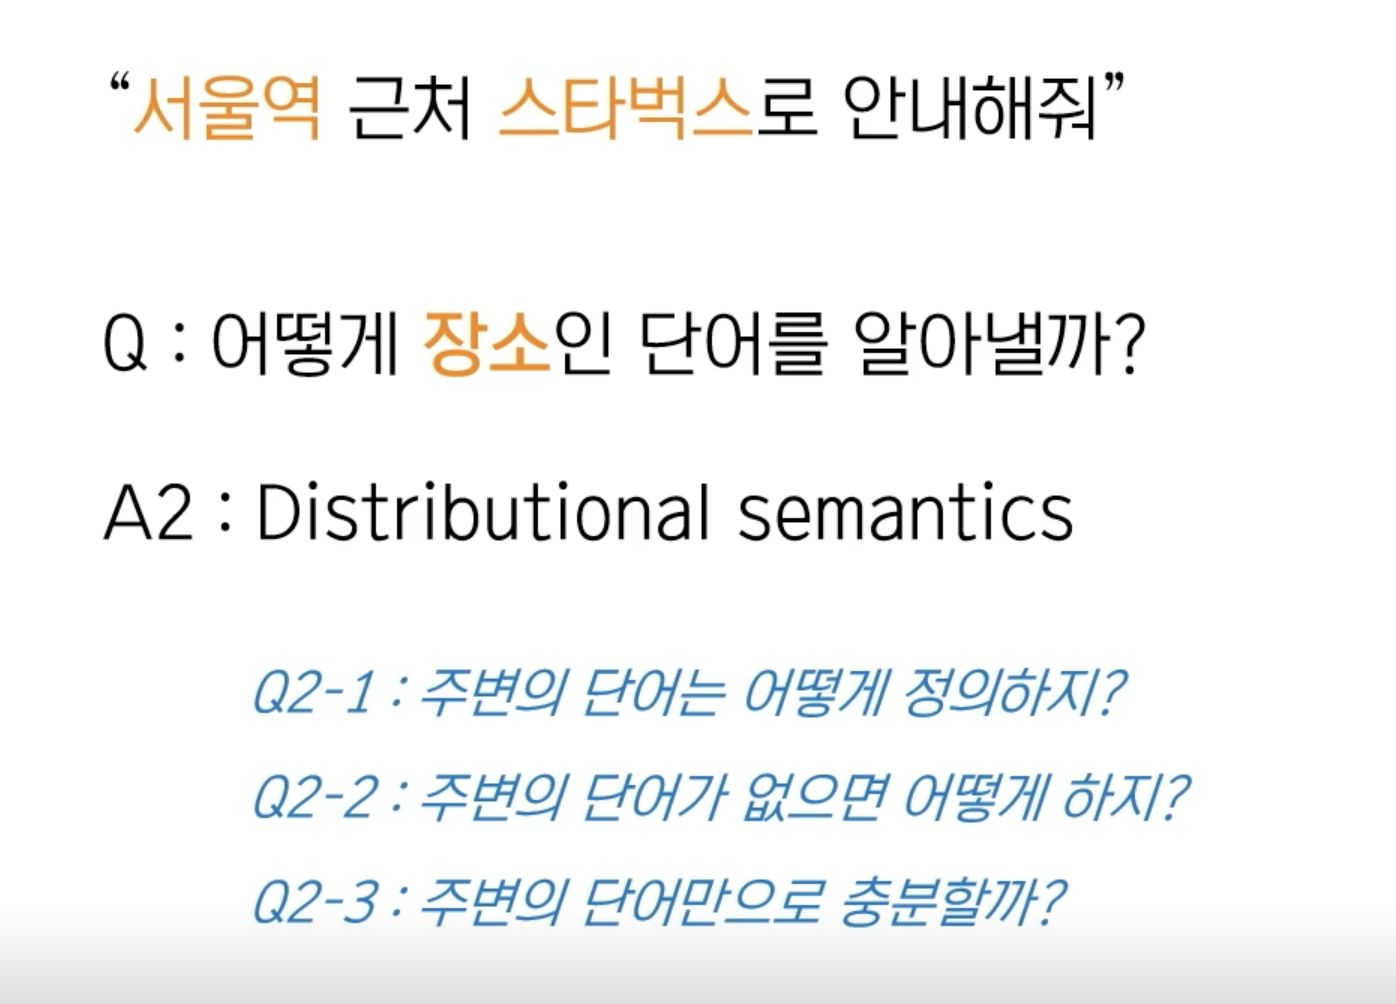 “서울역 근처 스타벅스로 안내해줘”
Q : 어떻게 장소인 단어를 알아낼까?
A2 : Distributional semantics
Q2-1 : 주변의 단어는 어떻게 정의하지?
Q2-2 : 주변의 단어가 없으면 어떻게 하지?
Q2-3 : 주변의 단어만으로 충분할까?